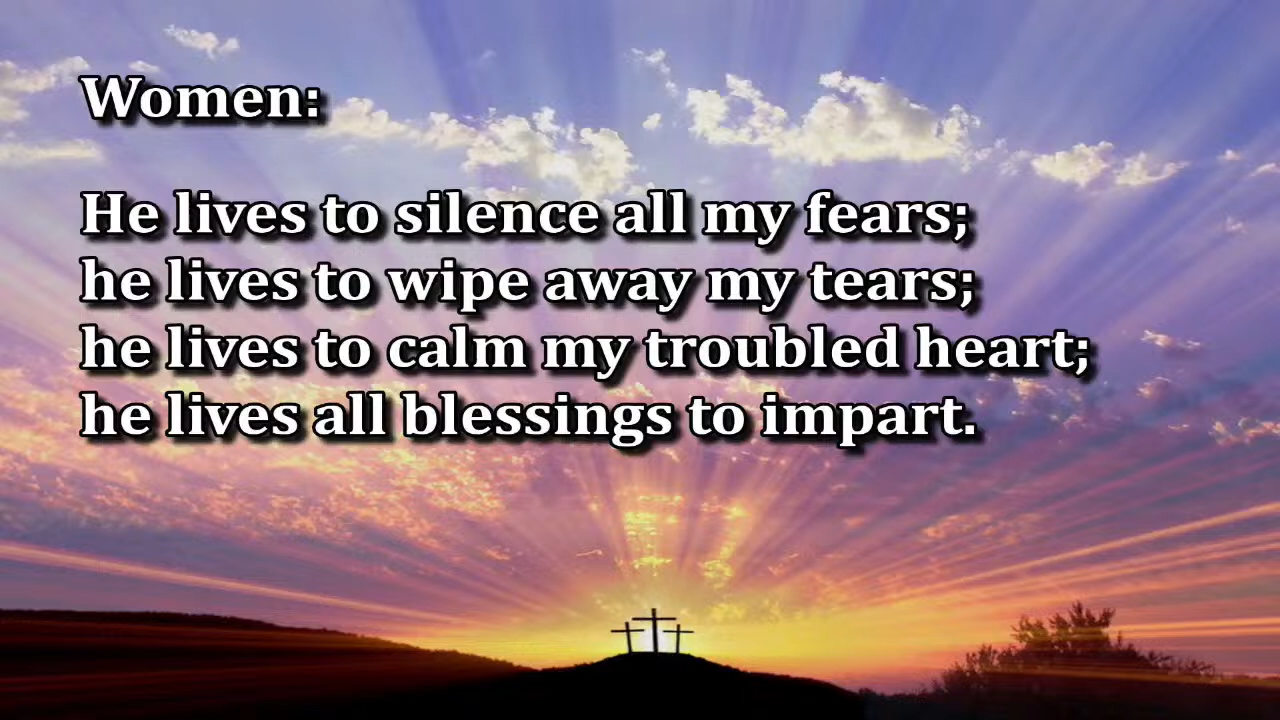 Women:
He lives to silence all my fears;
he lives to wipe away my tears;
he lives to calm my troubled heart;
he lives all blessings to impart.